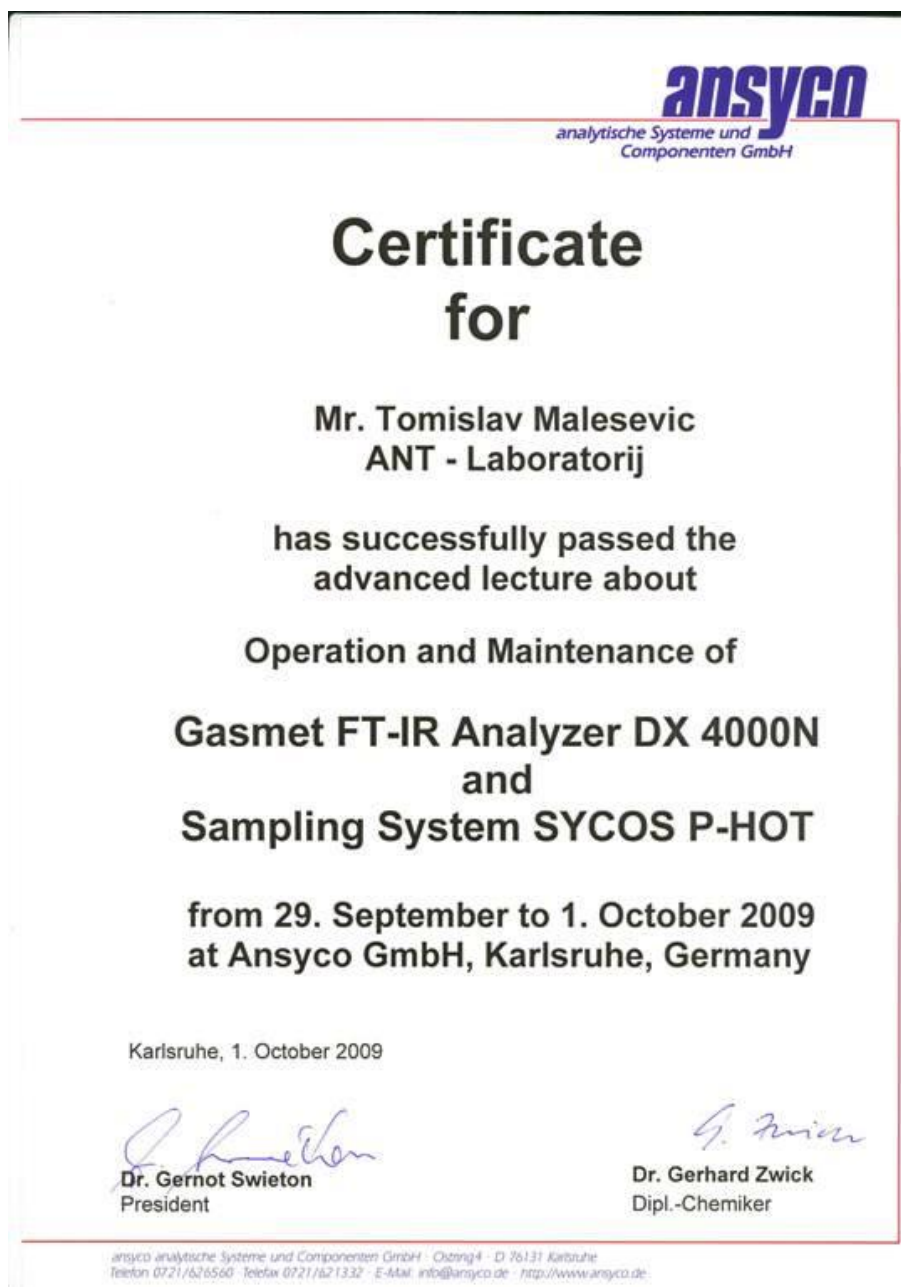 ansyco
analytische Systeme und
Componenten GmbH
Certificate
for
Mr. Tomislav Malesevic
ANT - Laboratorij
has successfully passed the
advanced lecture about
Operation and Maintenance of
Gasmet FT-IR Analyzer DX 4000N
and
Sampling System SYCOS P-HOT
from 29. September to 1. October 2009
at Ansyco GmbH, Karlsruhe, Germany
Karlsruhe, 1. October 2009
G. Zwick
Dr. Gernot Swieton
President
Dr. Gerhard Zwick
Dipl.-Chemiker
ansyco analytische Systeme und Componenten GmbH · Ostring4 · D 76131 Karlsruhe
Telefon 0721/626560 · Telefax 0721/621332 · E-Mail: info@ansyco.de · http://www.ansyco.de